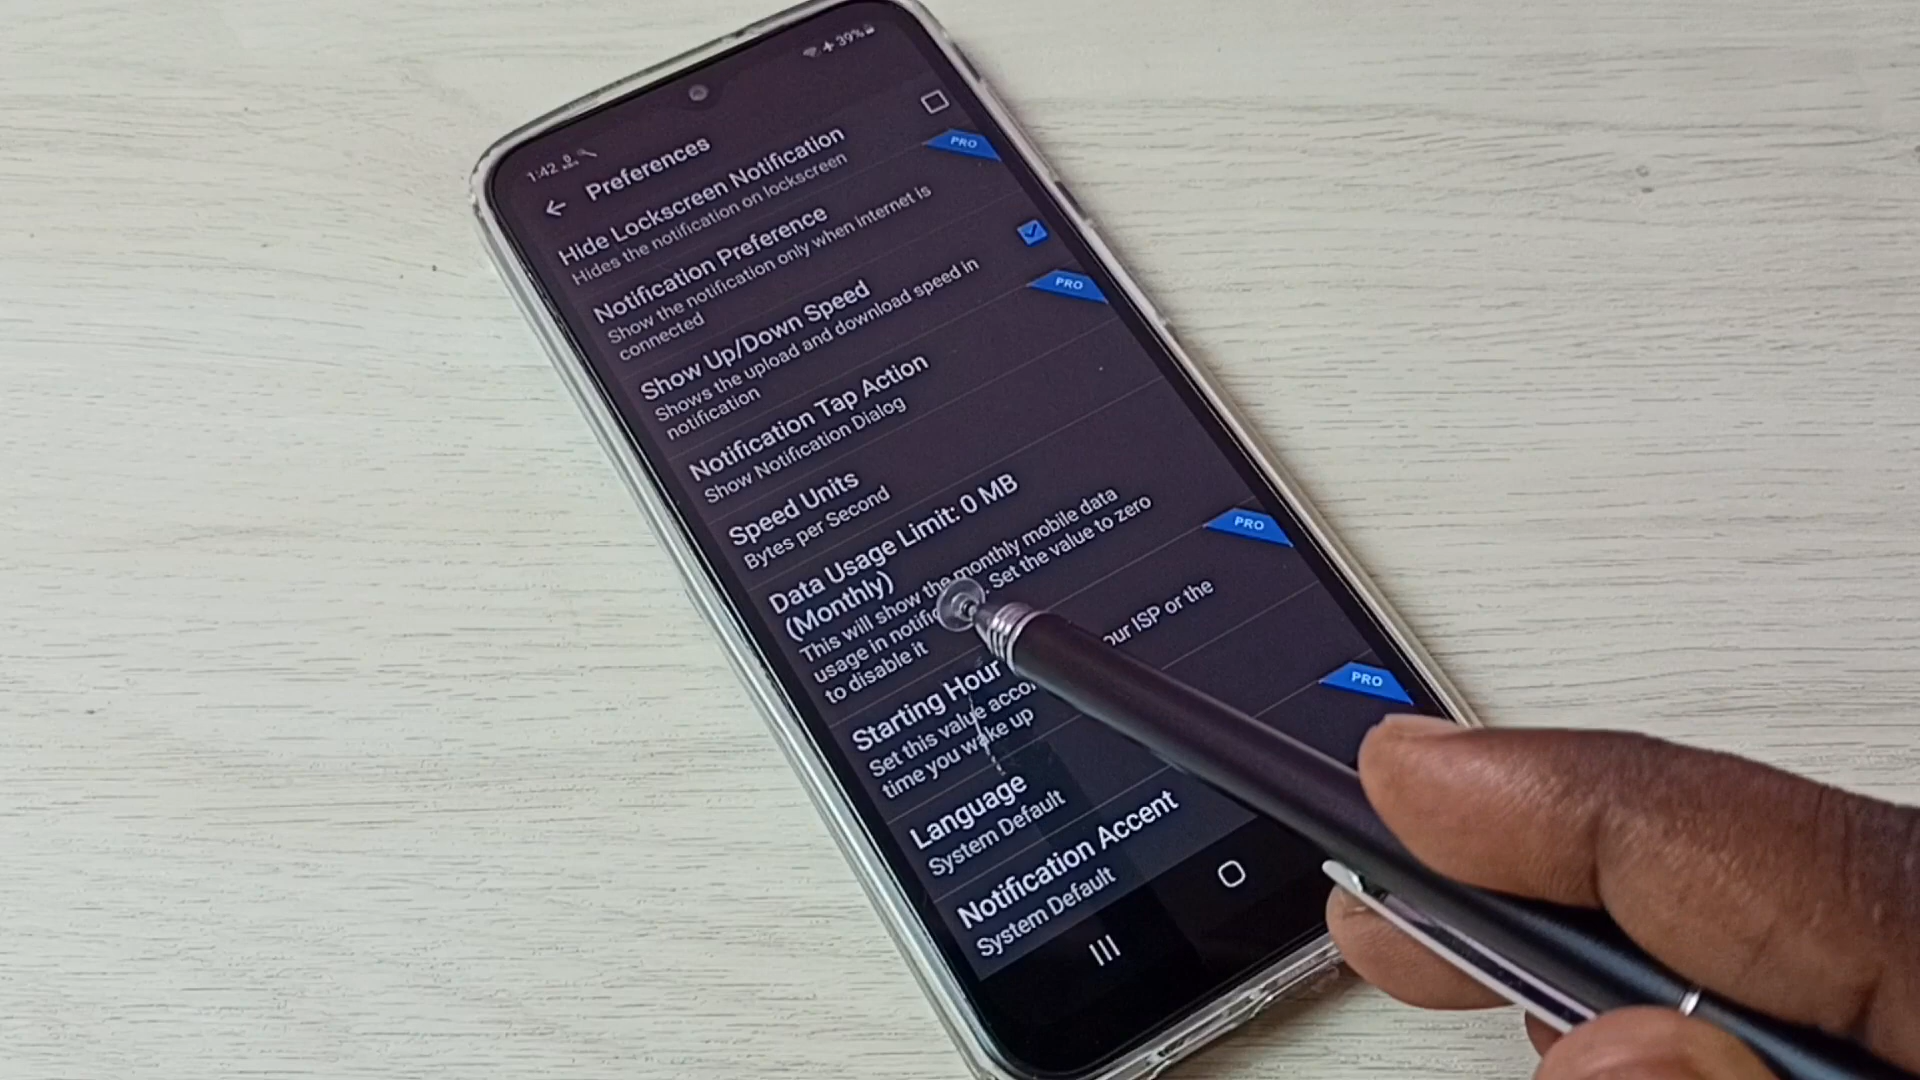 1:42
39%
Preferences
Hide Lockscreen Notification
Hides the notification on lockscreen
PRO
Notification Preference
Show the notification only when internet is
connected
Show Up/Down Speed
Shows the upload and download speed in
notification
PRO
Notification Tap Action
Show Notification Dialog
Speed Units
Bytes per Second
Data Usage Limit: 0 MB
(Monthly)
This will show the monthly mobile data
usage in Set the value to zero
to disable it
PRO
Starting Hour
Set this value our ISP or the
time you wake up
PRO
Language
System Default
Notification Accent
System Default